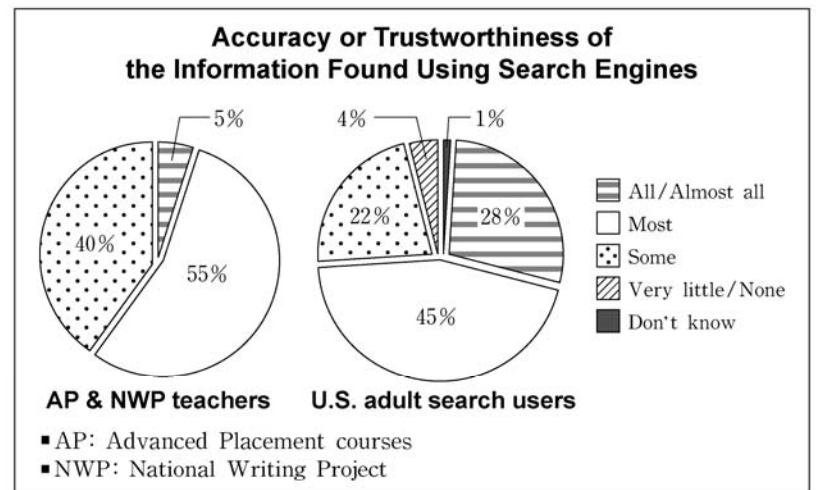 Accuracy or Trustworthiness of
the Information Found Using Search Engines
5%
40%
55%
4%
1%
22%
28%
45%
All/Almost all
Most
Some
Very little/None
Don't know
AP & NWP teachers
U.S. adult search users
▪AP: Advanced Placement courses
▪NWP: National Writing Project